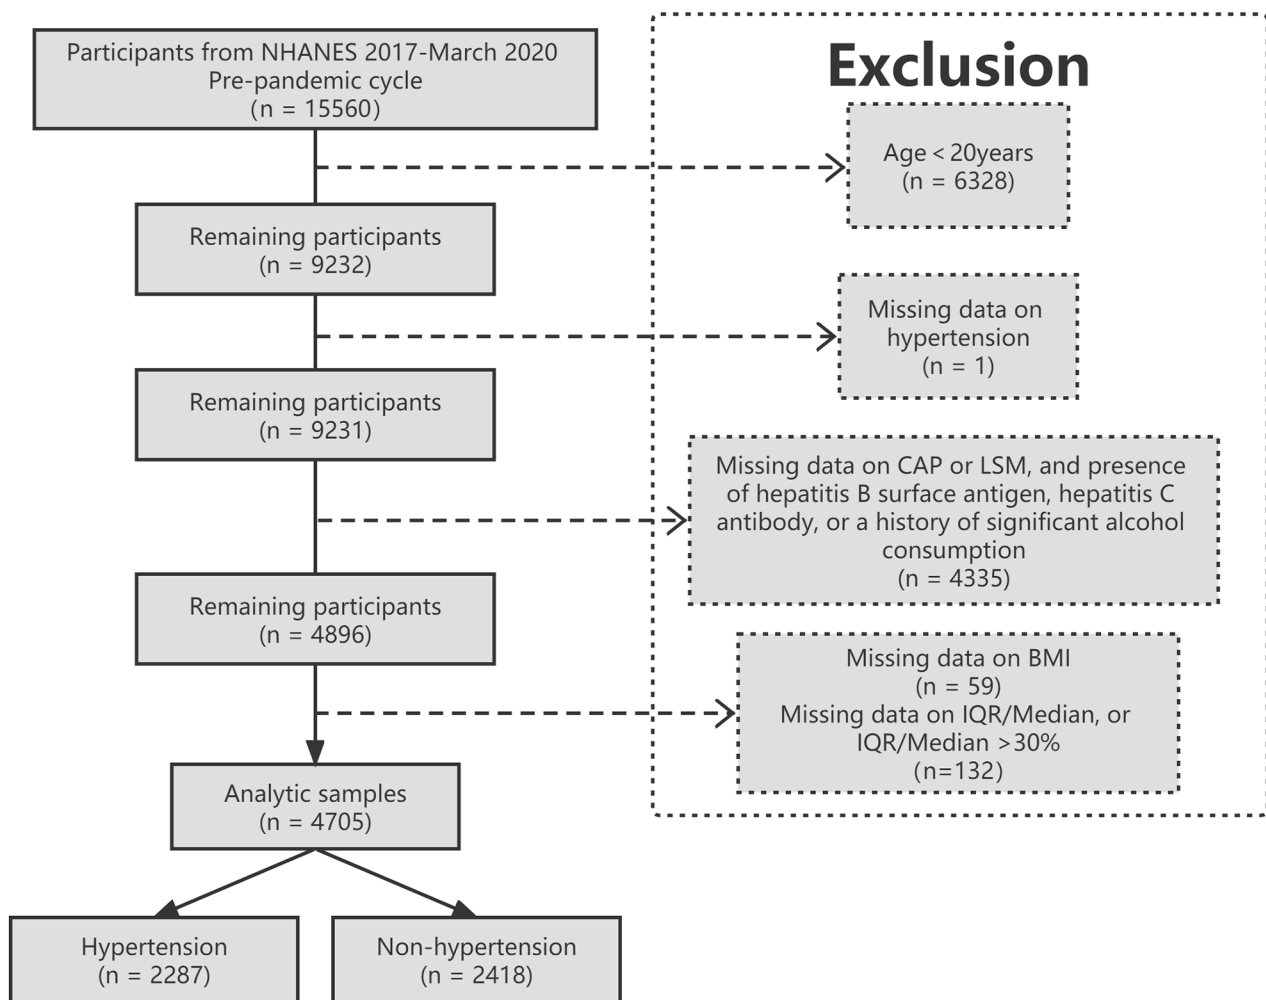 Participants from NHANES 2017-March 2020
Pre-pandemic cycle
(n = 15560)
Exclusion
Age < 20years
(n = 6328)
Remaining participants
(n = 9232)
Missing data on
hypertension
(n = 1)
Remaining participants
(n = 9231)
Missing data on CAP or LSM, and presence
of hepatitis B surface antigen, hepatitis C
antibody, or a history of significant alcohol
consumption
(n = 4335)
Remaining participants
(n = 4896)
Missing data on BMI
(n = 59)
Missing data on IQR/Median, or
IQR/Median >30%
(n=132)
Analytic samples
(n = 4705)
Hypertension
(n = 2287)
Non-hypertension
(n = 2418)